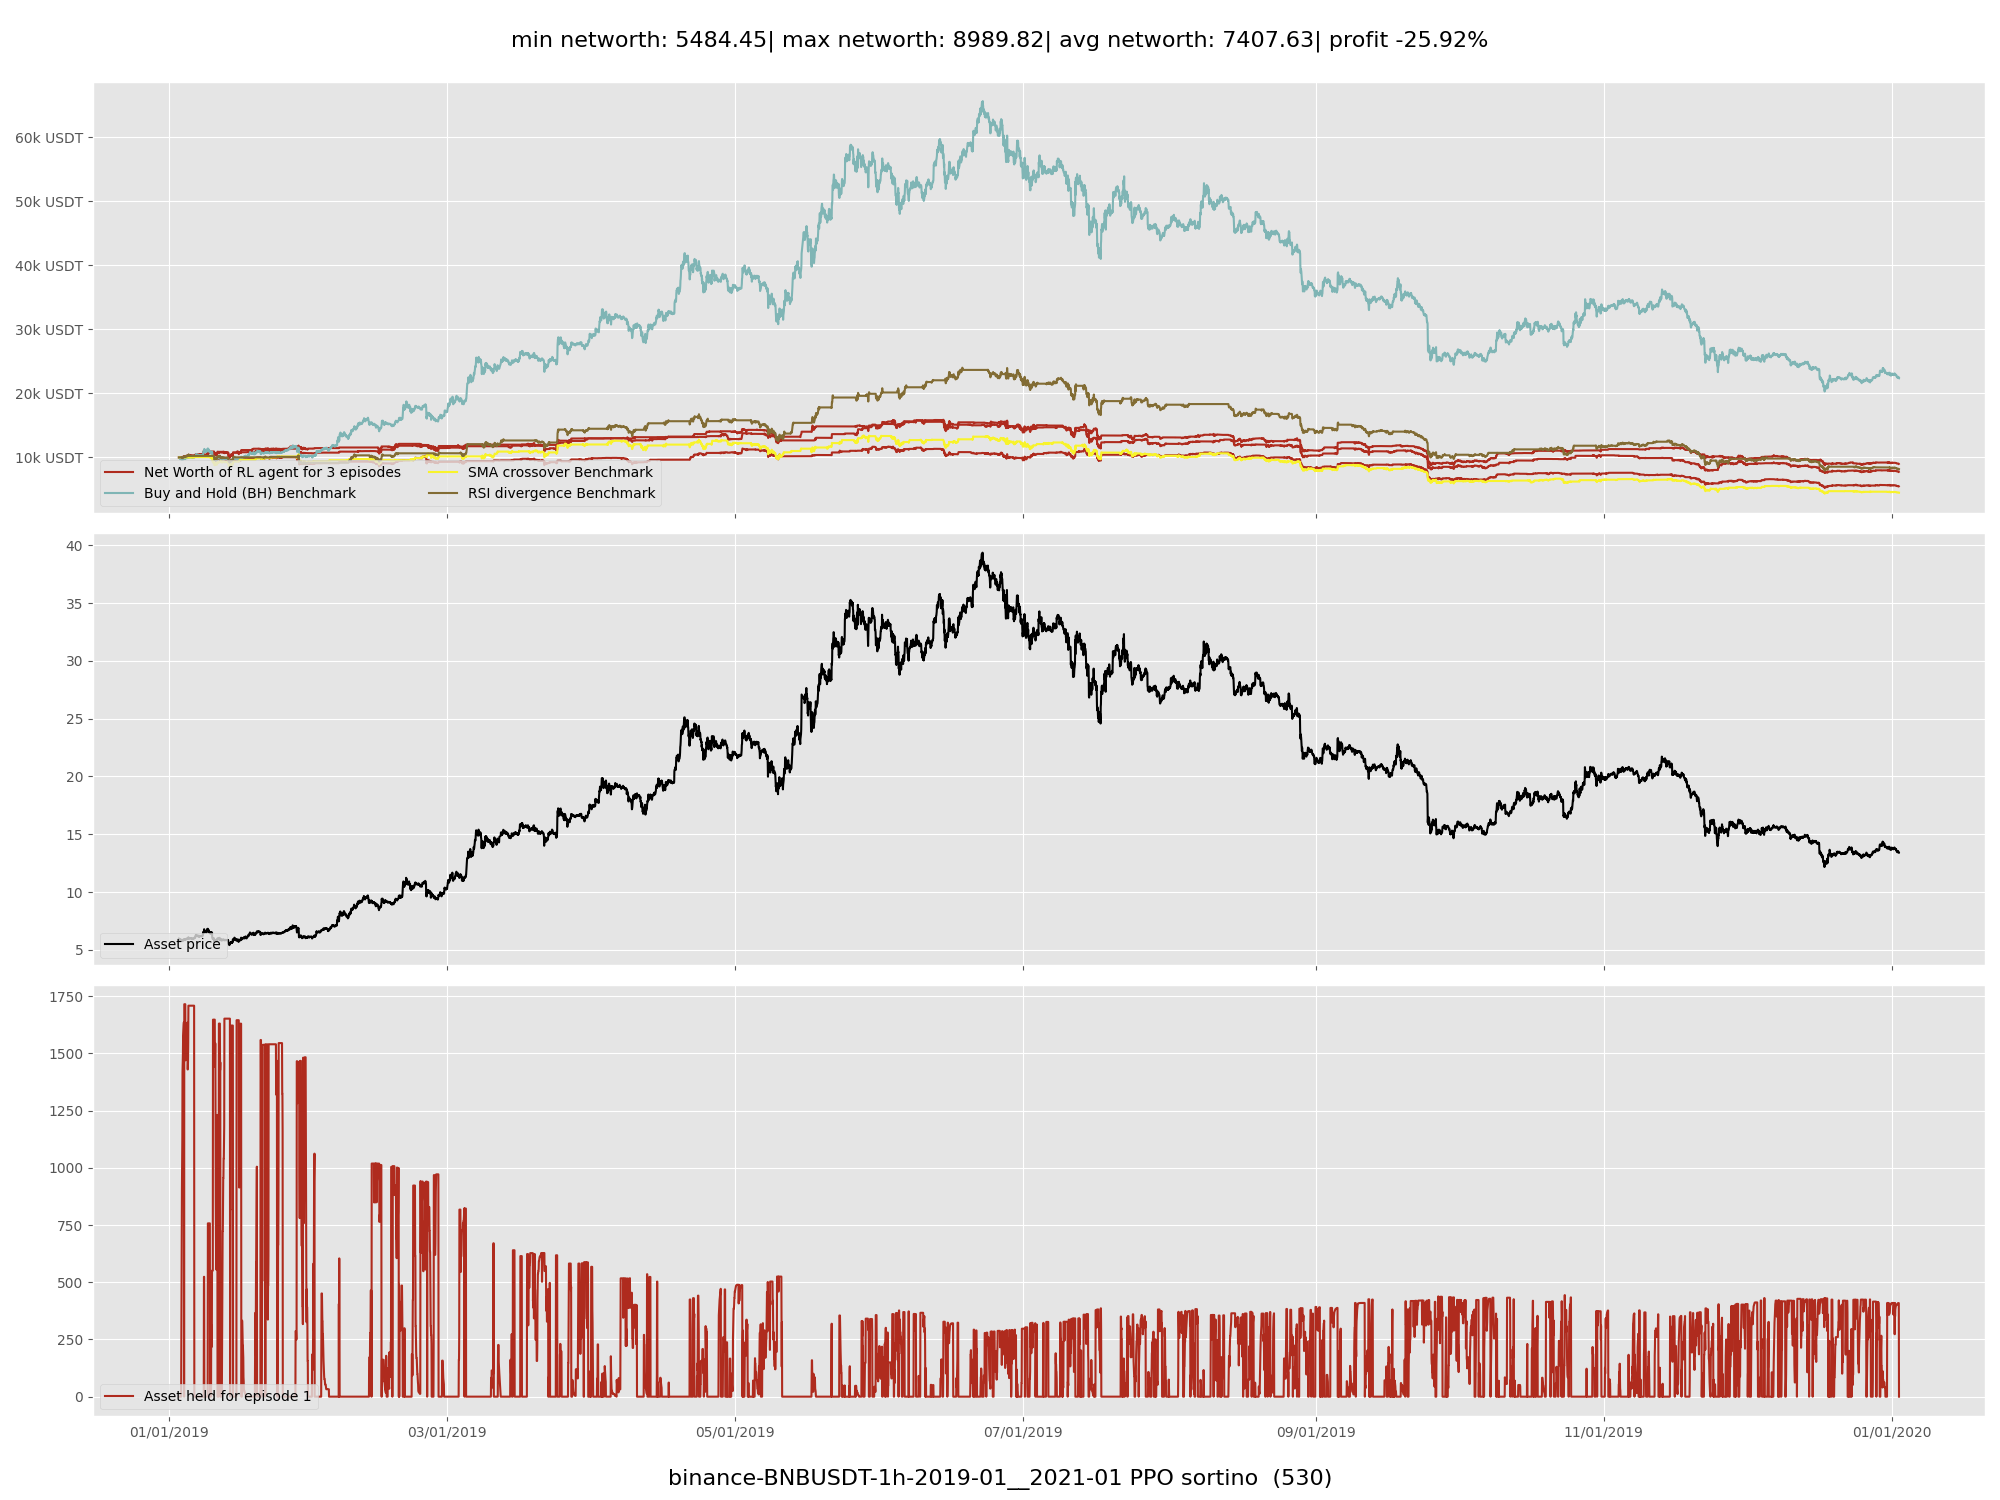 min networth: 5484.45| max networth: 8989.82| avg networth: 7407.63| profit -25.92%
60k USDT
50k USDT
40k USDT
30k USDT
20k USDT
10k USDT
Net Worth of RL agent for 3 episodes
Buy and Hold (BH) Benchmark
SMA crossover Benchmark
RSI divergence Benchmark
40
35
30
25
20
15
10
5
Asset price
1750
1500
1250
1000
750
500
250
0
Asset held for episode 1
01/01/2019 03/01/2019 05/01/2019 07/01/2019 09/01/2019 11/01/2019 01/01/2020
binance-BNBUSDT-1h-2019-01__2021-01 PPO sortino  (530)